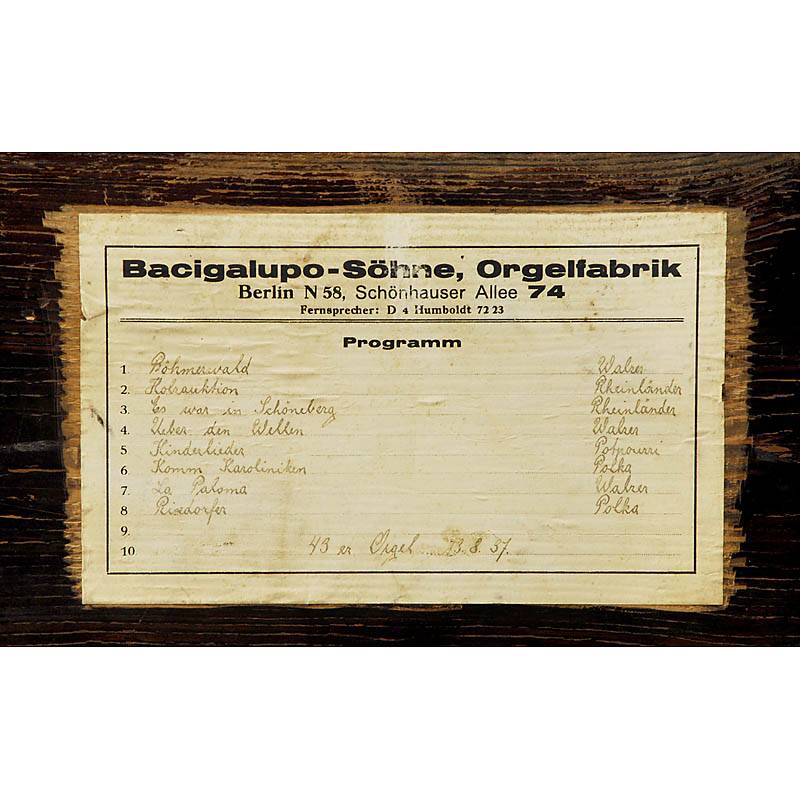 Bacigalupo-Söhne, Orgelfabrik
Berlin N 58, Schönhauser Allee 74
Fernsprecher: D 4 Humboldt 72 23
Programm
1 Böhmerwald Walzer
2. Holzauktion Rheinländer
3. Es war in Schöneberg Rheinländer
4. Ueber den Wellen Walzer
5 Kinderlieder Potpourri
6 Komm Karolineken Polka
7. La Paloma Walzer
8 Rixdorfer Polka
9.
10 43 er Orgel 13. 8. 37.